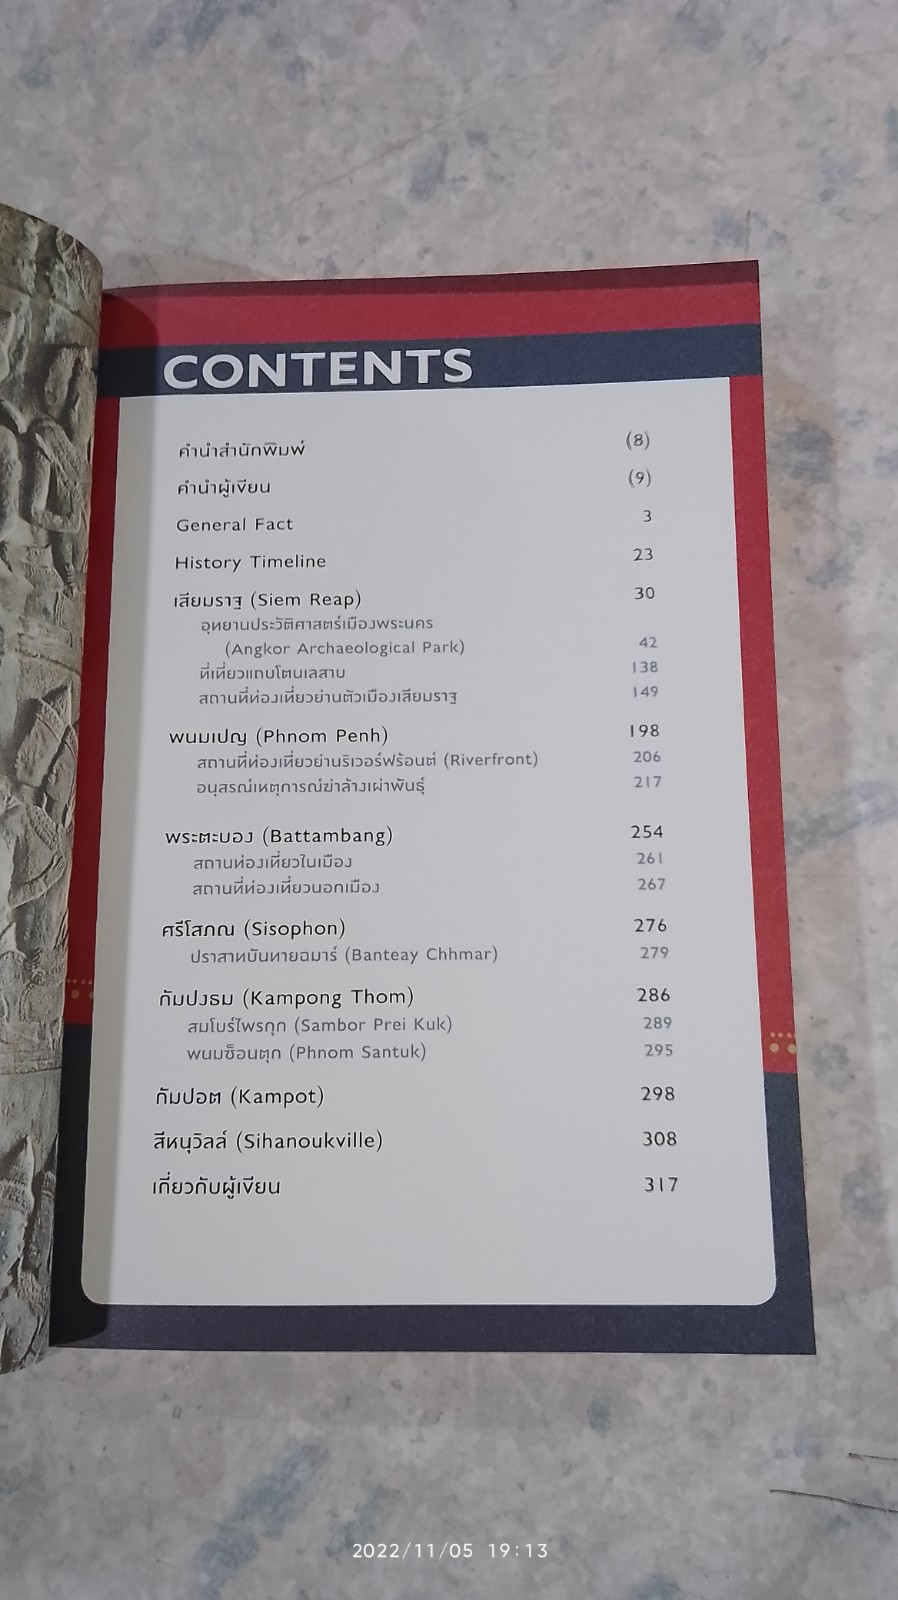 CONTENTS
คำนำสำนักพิมพ์ (8)
คำนำผู้เขียน (9)
General Fact 3
History Timeline 23
เสียมราฐ (Siem Reap) 30
อุทยานประวัติศาสตร์เมืองพระนคร
(Angkor Archaeological Park) 42
ที่เที่ยวแถบโตนเลสาบ 138
สถานที่ท่องเที่ยวย่านตัวเมืองเสียมราฐ 149
พนมเปญ (Phnom Penh) 198
สถานที่ท่องเที่ยวย่านริเวอร์ฟร้อนต์ (Riverfront) 206
อนุสรณ์เหตุการณ์ฆ่าล้างเผ่าพันธุ์ 217
พระตะบอง (Battambang) 254
สถานท่องเที่ยวในเมือง 261
สถานที่ท่องเที่ยวนอกเมือง 267
ศรีโสภณ (Sisophon) 276
ปราสาทบันทายฉมาร์ (Banteay Chhmar) 279
กัมปงธม (Kampong Thom) 286
สมโบร์ไพรกุก (Sambor Prei Kuk) 289
พนมซ็อนตุก (Phnom Santuk) 295
กัมปอต (Kampot) 298
สีหนุวิลล์ (Sihanoukville) 308
เกี่ยวกับผู้เขียน 317
2022/11/05 19:13